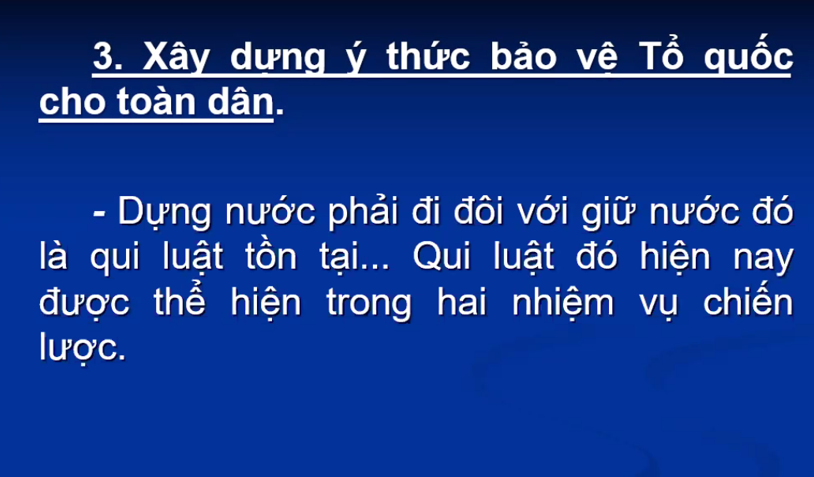 3. Xây dựng ý thức bảo vệ Tổ quốc
cho toàn dân.
- Dựng nước phải đi đôi với giữ nước đó
là qui luật tồn tại... Qui luật đó hiện nay
được thể hiện trong hai nhiệm vụ chiến
lược.